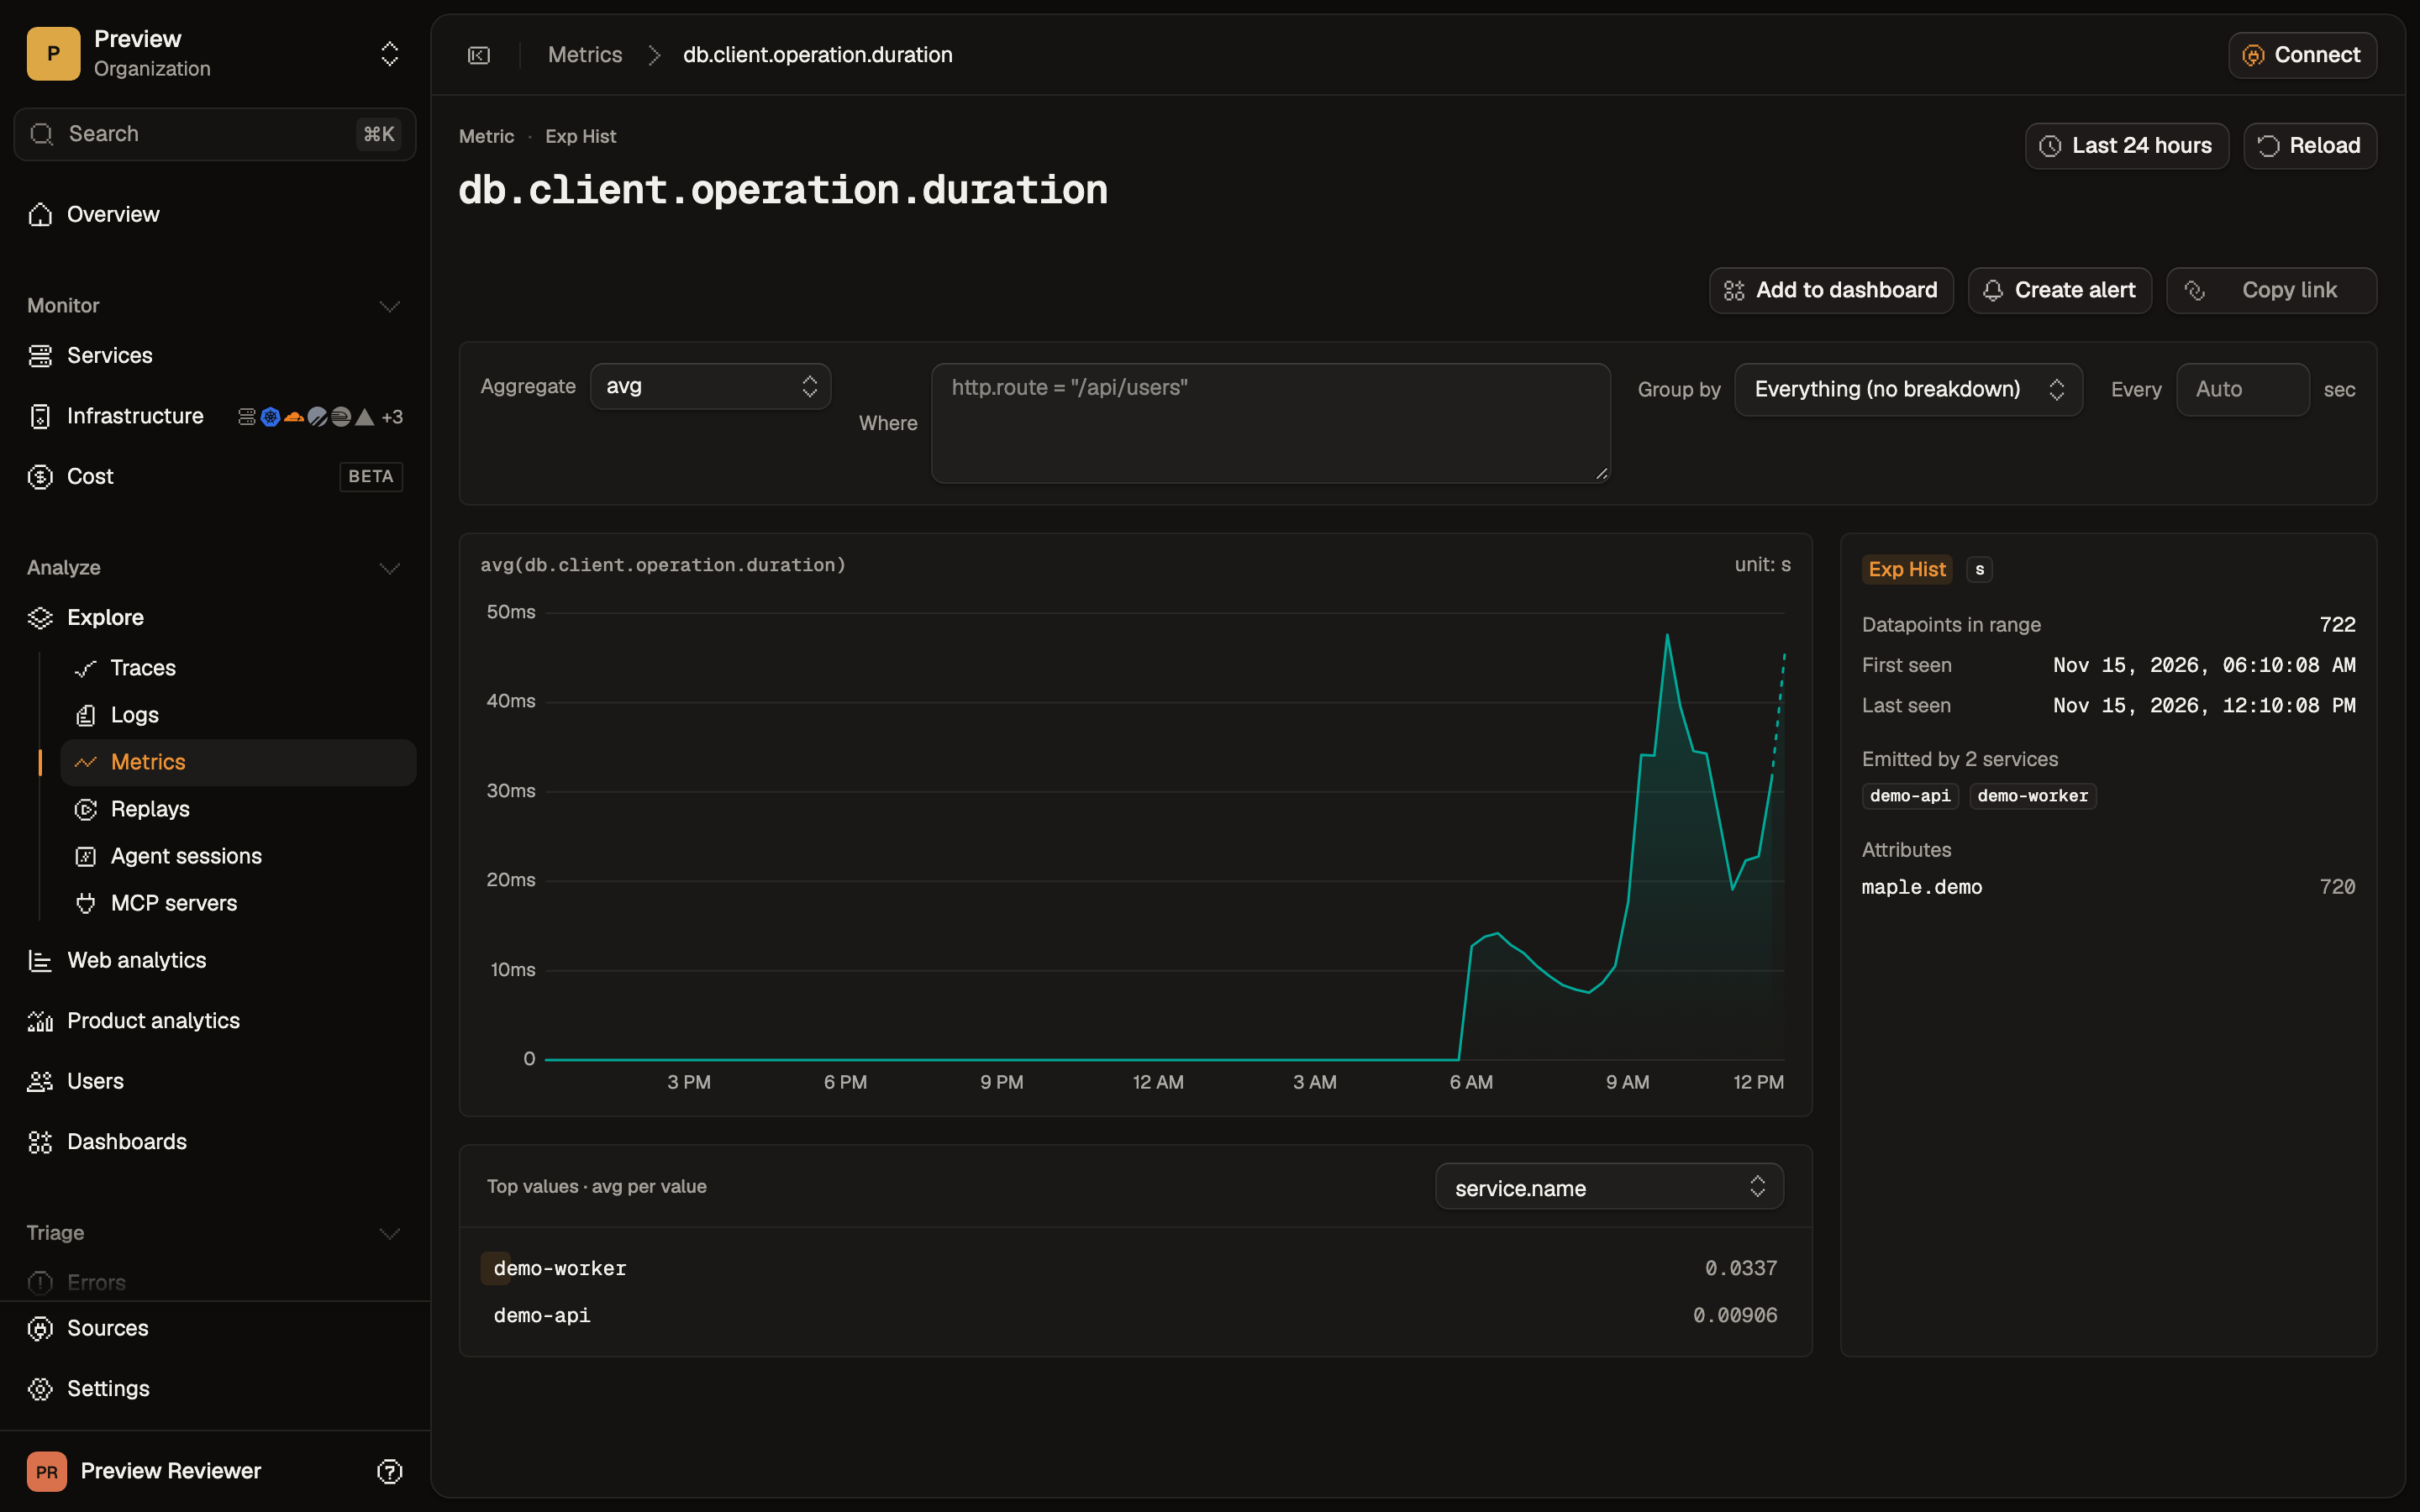 P
Preview
Organization
Search
⌘K
Overview
Monitor
Services
Infrastructure
+3
Cost
BETA
Analyze
Explore
Traces
Logs
Metrics
Replays
Agent sessions
MCP servers
Web analytics
Product analytics
Users
Dashboards
Triage
Errors
Sources
Settings
PR
Preview Reviewer
Metrics
db.client.operation.duration
Connect
Metric · Exp Hist
db.client.operation.duration
Last 24 hours
Reload
Add to dashboard
Create alert
Copy link
Aggregate
avg
Where
http.route = "/api/users"
Group by
Everything (no breakdown)
Every
Auto
sec
avg(db.client.operation.duration)
unit: s
50ms
40ms
30ms
20ms
10ms
0
3 PM
6 PM
9 PM
12 AM
3 AM
6 AM
9 AM
12 PM
Top values · avg per value
service.name
demo-worker
0.0337
demo-api
0.00906
Exp Hist
s
Datapoints in range
722
First seen
Nov 15, 2026, 06:10:08 AM
Last seen
Nov 15, 2026, 12:10:08 PM
Emitted by 2 services
demo-api
demo-worker
Attributes
maple.demo
720